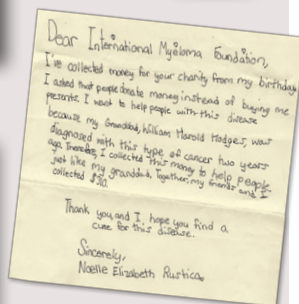 Dear International Myeloma Foundation,
I've collected money for your charity from my birthday.
I asked that people donate money instead of buying me
presents. I want to help people with this disease
because my Granddad, William Harold Hodges, was
diagnosed with this type of cancer two years
ago. Therefore, I collected this money to help people
just like my granddad. Together, my friends and I
collected
Thank you, and I hope you find a
cure for this disease.
Sincerely,
Noelle Elizabeth Rustica